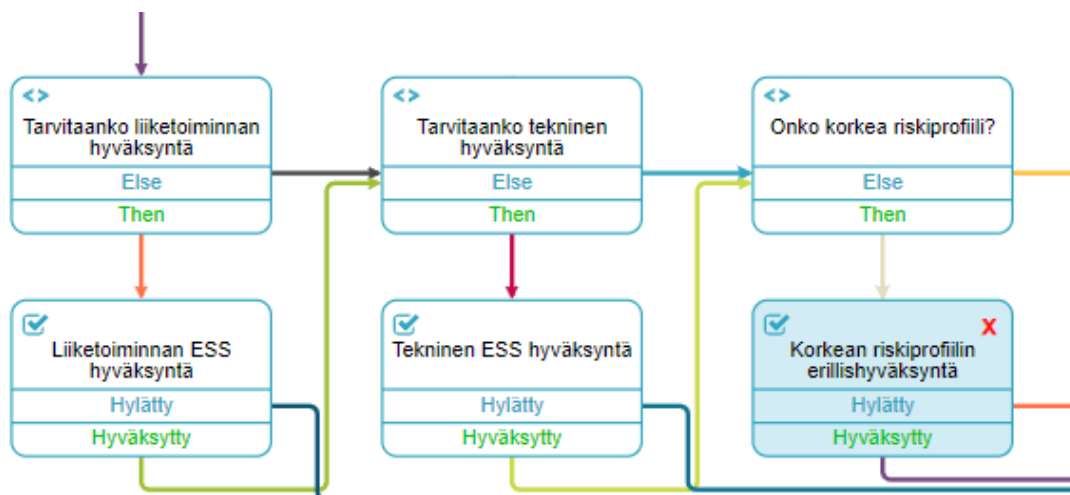 Tarvitaanko liiketoiminnan
hyväksyntä
Else
Then
Tarvitaanko tekninen
hyväksyntä
Else
Then
Onko korkea riskiprofiili?
Else
Then
Liiketoiminnan ESS
hyväksyntä
Hylätty
Hyväksytty
Tekninen ESS hyväksyntä
Hylätty
Hyväksytty
X
Korkean riskiprofiilin
erillishyväksyntä
Hylätty
Hyväksytty